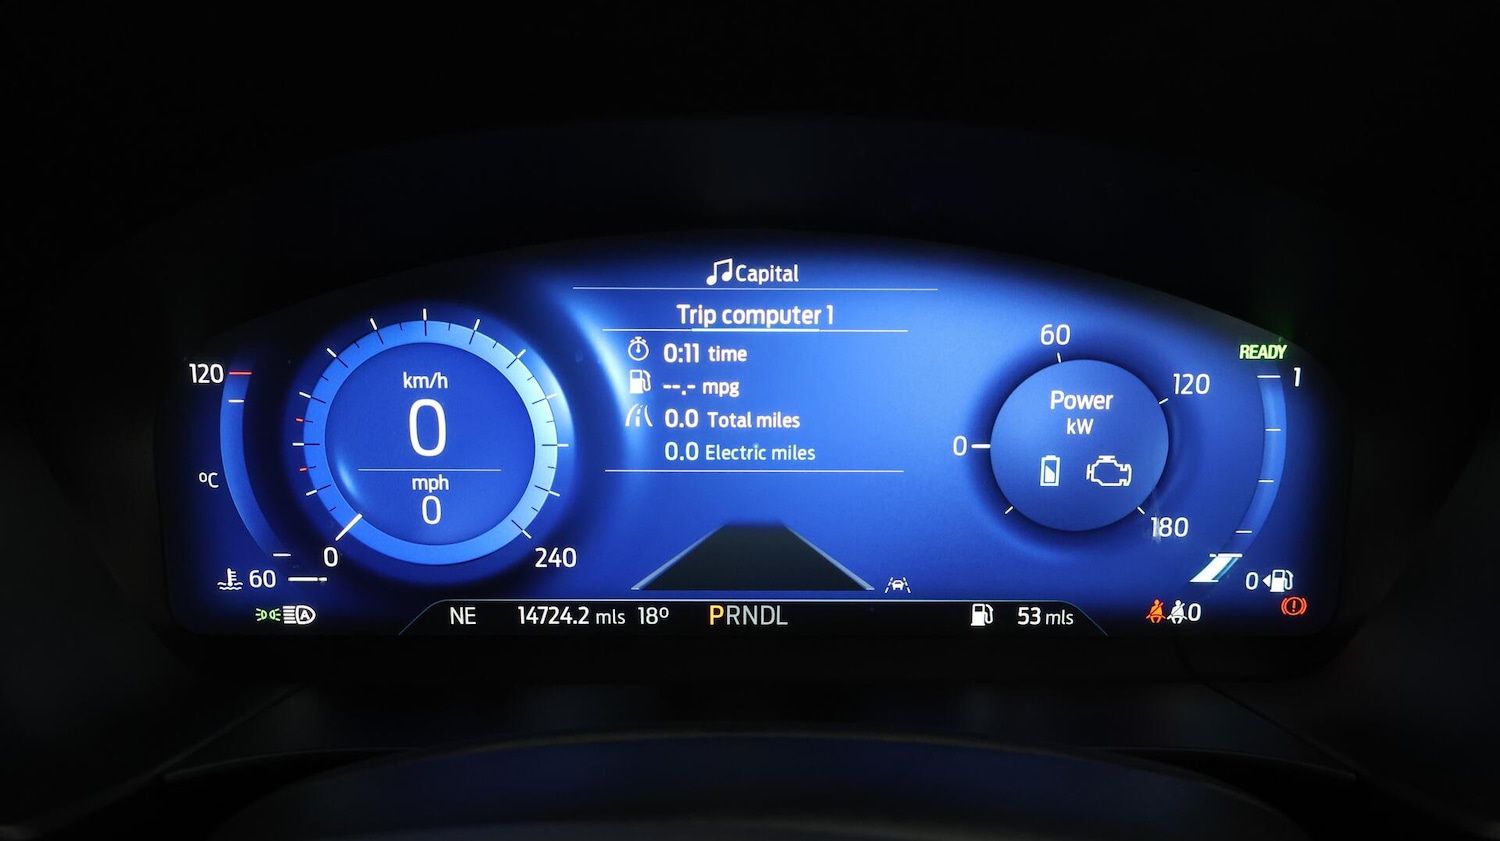 Capital
Trip computer 1
0:11 time
--.- mpg
0.0 Total miles
0.0 Electric miles
120
°C
60
km/h
0
mph
0
0
240
60
120
0
180
Power
kW
READY
1
0
A
NE 14724.2 mls 18° PRNDL 53 mls
0